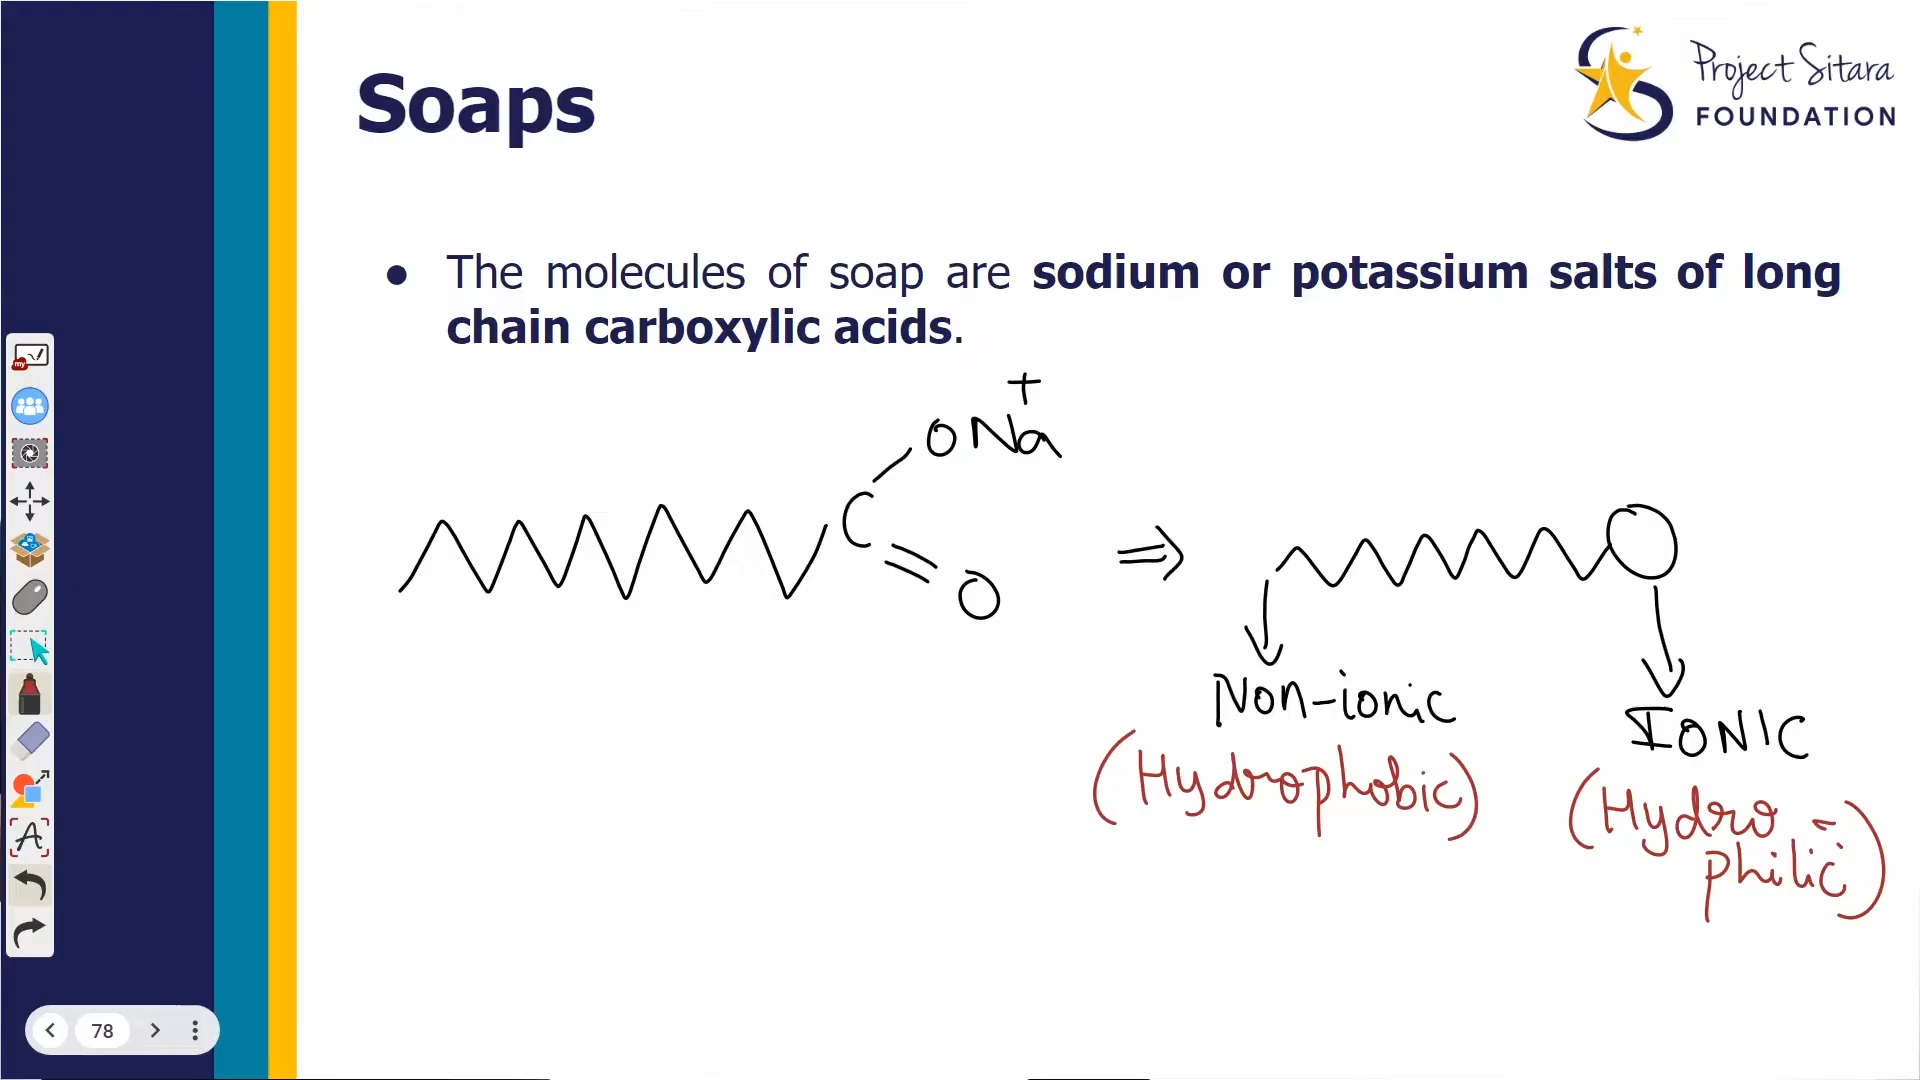 Soaps
Project Sitara
FOUNDATION
● The molecules of soap are sodium or potassium salts of long
chain carboxylic acids.
+
ONa
C
O
⇒
Non-ionic
IONIC
(Hydrophobic)
(Hydro-
philic)
my
A
78